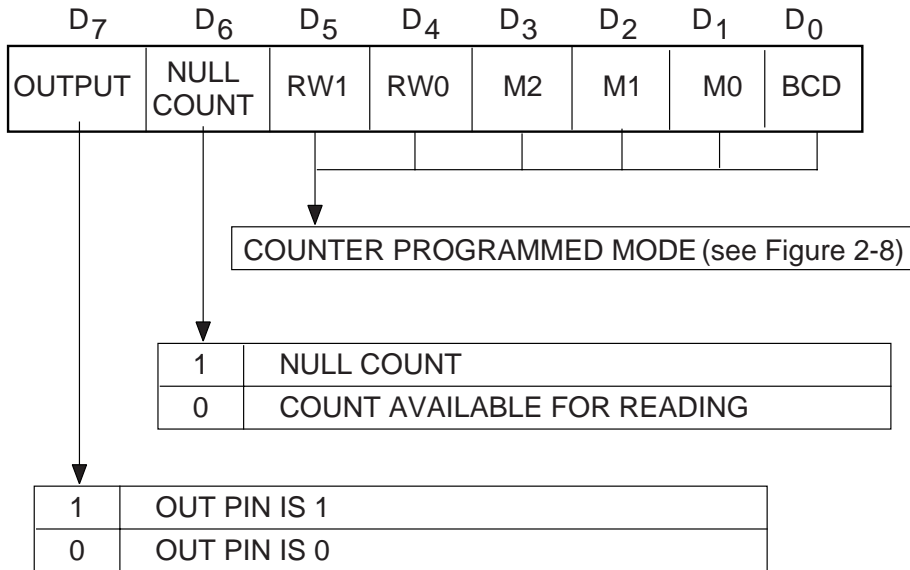 D7 D6 D5 D4 D3 D2 D1 D0
OUTPUT NULL COUNT RW1 RW0 M2 M1 M0 BCD
COUNTER PROGRAMMED MODE (see Figure 2-8)
1 NULL COUNT
0 COUNT AVAILABLE FOR READING
1 OUT PIN IS 1
0 OUT PIN IS 0